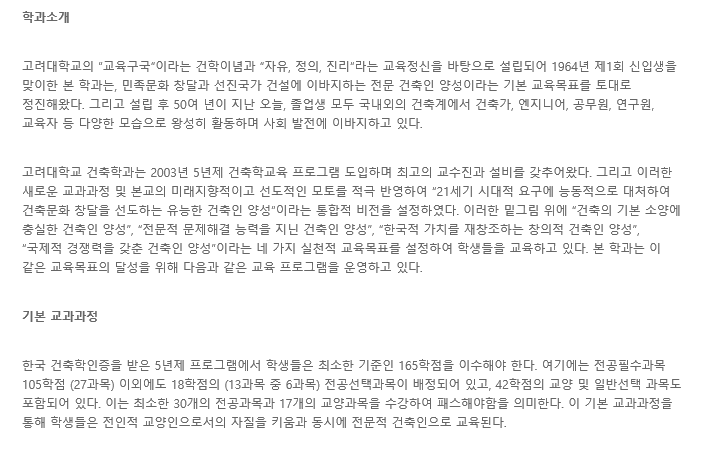 학과소개
고려대학교의 "교육구국"이라는 건학이념과 "자유, 정의, 진리"라는 교육정신을 바탕으로 설립되어 1964년 제1회 신입생을
맞이한 본 학과는, 민족문화 창달과 선진국가 건설에 이바지하는 전문 건축인 양성이라는 기본 교육목표를 토대로
정진해왔다. 그리고 설립 후 50여 년이 지난 오늘, 졸업생 모두 국내외의 건축계에서 건축가, 엔지니어, 공무원, 연구원,
교육자 등 다양한 모습으로 왕성히 활동하며 사회 발전에 이바지하고 있다.
고려대학교 건축학과는 2003년 5년제 건축학교육 프로그램 도입하며 최고의 교수진과 설비를 갖추어왔다. 그리고 이러한
새로운 교과과정 및 본교의 미래지향적이고 선도적인 모토를 적극 반영하여 "21세기 시대적 요구에 능동적으로 대처하여
건축문화 창달을 선도하는 유능한 건축인 양성"이라는 통합적 비전을 설정하였다. 이러한 밑그림 위에 "건축의 기본 소양에
충실한 건축인 양성", "전문적 문제해결 능력을 지닌 건축인 양성", "한국적 가치를 재창조하는 창의적 건축인 양성",
"국제적 경쟁력을 갖춘 건축인 양성"이라는 네 가지 실천적 교육목표를 설정하여 학생들을 교육하고 있다. 본 학과는 이
같은 교육목표의 달성을 위해 다음과 같은 교육 프로그램을 운영하고 있다.
기본 교과과정
한국 건축학인증을 받은 5년제 프로그램에서 학생들은 최소한 기준인 165학점을 이수해야 한다. 여기에는 전공필수과목
105학점 (27과목) 이외에도 18학점의 (13과목 중 6과목) 전공선택과목이 배정되어 있고, 42학점의 교양 및 일반선택 과목도
포함되어 있다. 이는 최소한 30개의 전공과목과 17개의 교양과목을 수강하여 패스해야함을 의미한다. 이 기본 교과과정을
통해 학생들은 전인적 교양인으로서의 자질을 키움과 동시에 전문적 건축인으로 교육된다.